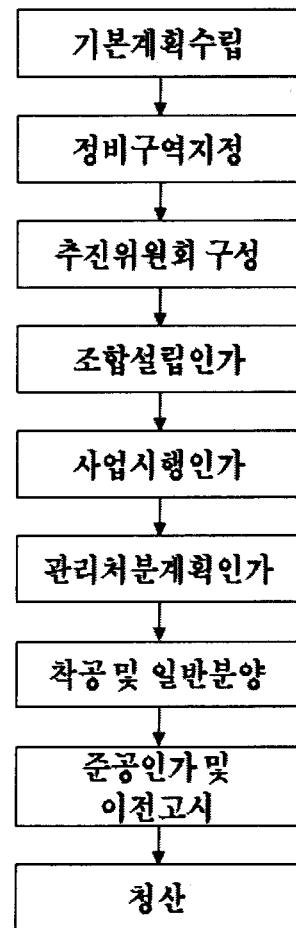 기본계획수립
정비구역지정
추진위원회 구성
조합설립인가
사업시행인가
관리처분계획인가
착공 및 일반분양
준공인가 및
이전고시
청산